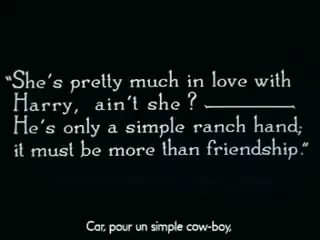 "She's pretty much in love with
Harry, ain't she? ————
He's only a simple ranch hand;
it must be more than friendship."
Car, pour un simple cow-boy,